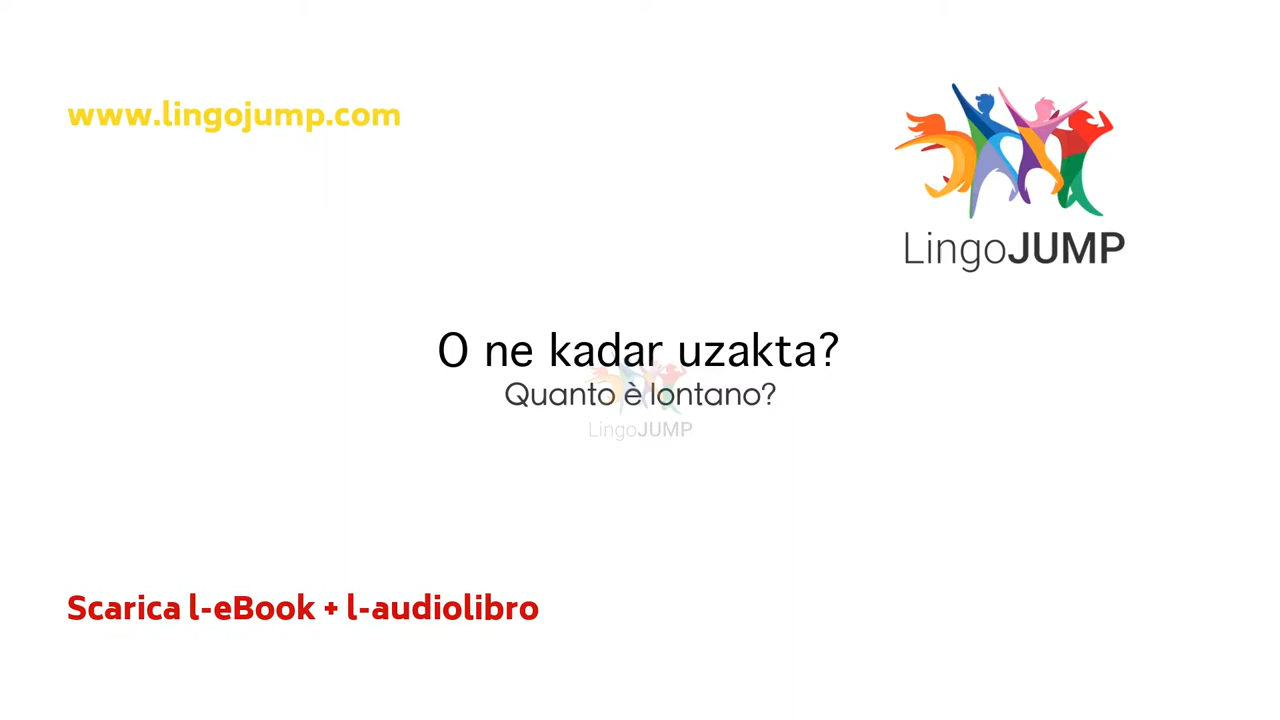 www.lingojump.com
LingoJUMP
O ne kadar uzakta?
Quanto è lontano?
LingoJUMP
Scarica l-eBook + l-audiolibro